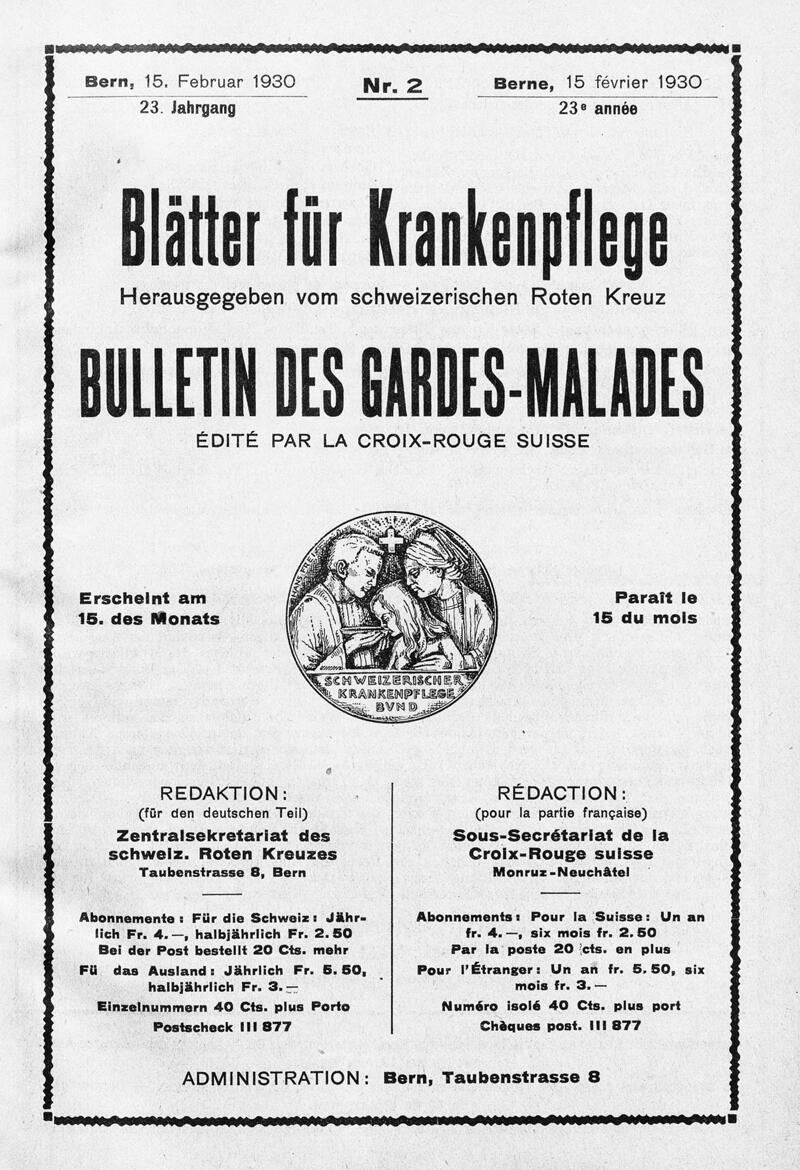 Bern, 15. Februar 1930
23. Jahrgang
Nr. 2
Berne, 15 février 1930
23e année
Blätter für Krankenpflege
Herausgegeben vom schweizerischen Roten Kreuz
BULLETIN DES GARDES-MALADES
ÉDITÉ PAR LA CROIX-ROUGE SUISSE
Erscheint am
15. des Monats
SCHWEIZERISCHER
KRANKENPFLEGE
BVND
Paraît le
15 du mois
REDAKTION:
(für den deutschen Teil)
Zentralsekretariat des
schweiz. Roten Kreuzes
Taubenstrasse 8, Bern
Abonnemente: Für die Schweiz: Jähr-
lich Fr. 4.—, halbjährlich Fr. 2.50
Bei der Post bestellt 20 Cts. mehr
Fü das Ausland: Jährlich Fr. 5.50,
halbjährlich Fr. 3.—
Einzelnummern 40 Cts. plus Porto
Postscheck III 877
RÉDACTION:
(pour la partie française)
Sous-Secrétariat de la
Croix-Rouge suisse
Monruz-Neuchâtel
Abonnements: Pour la Suisse: Un an
fr. 4.—, six mois fr. 2.50
Par la poste 20 cts. en plus
Pour l'Étranger: Un an fr. 5.50, six
mois fr. 3.—
Numéro isolé 40 Cts. plus port
Chèques post. III 877
ADMINISTRATION: Bern, Taubenstrasse 8